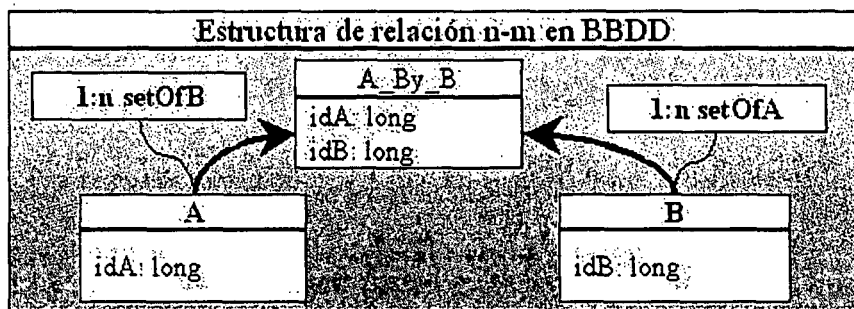 Estructura de relación n-m en BBDD
A_By_B
1:n setOfB
1:n setOfA
idA: long
idB: long
A
B
idA: long
idB: long